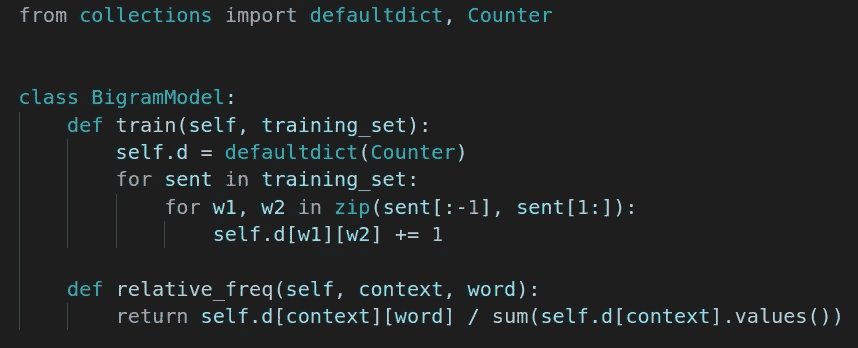 from collections import defaultdict, Counter
class BigramModel:
    def train(self, training_set):
        self.d = defaultdict(Counter)
        for sent in training_set:
            for w1, w2 in zip(sent[:-1], sent[1:]):
                self.d[w1][w2] += 1
    def relative_freq(self, context, word):
        return self.d[context][word] / sum(self.d[context].values())